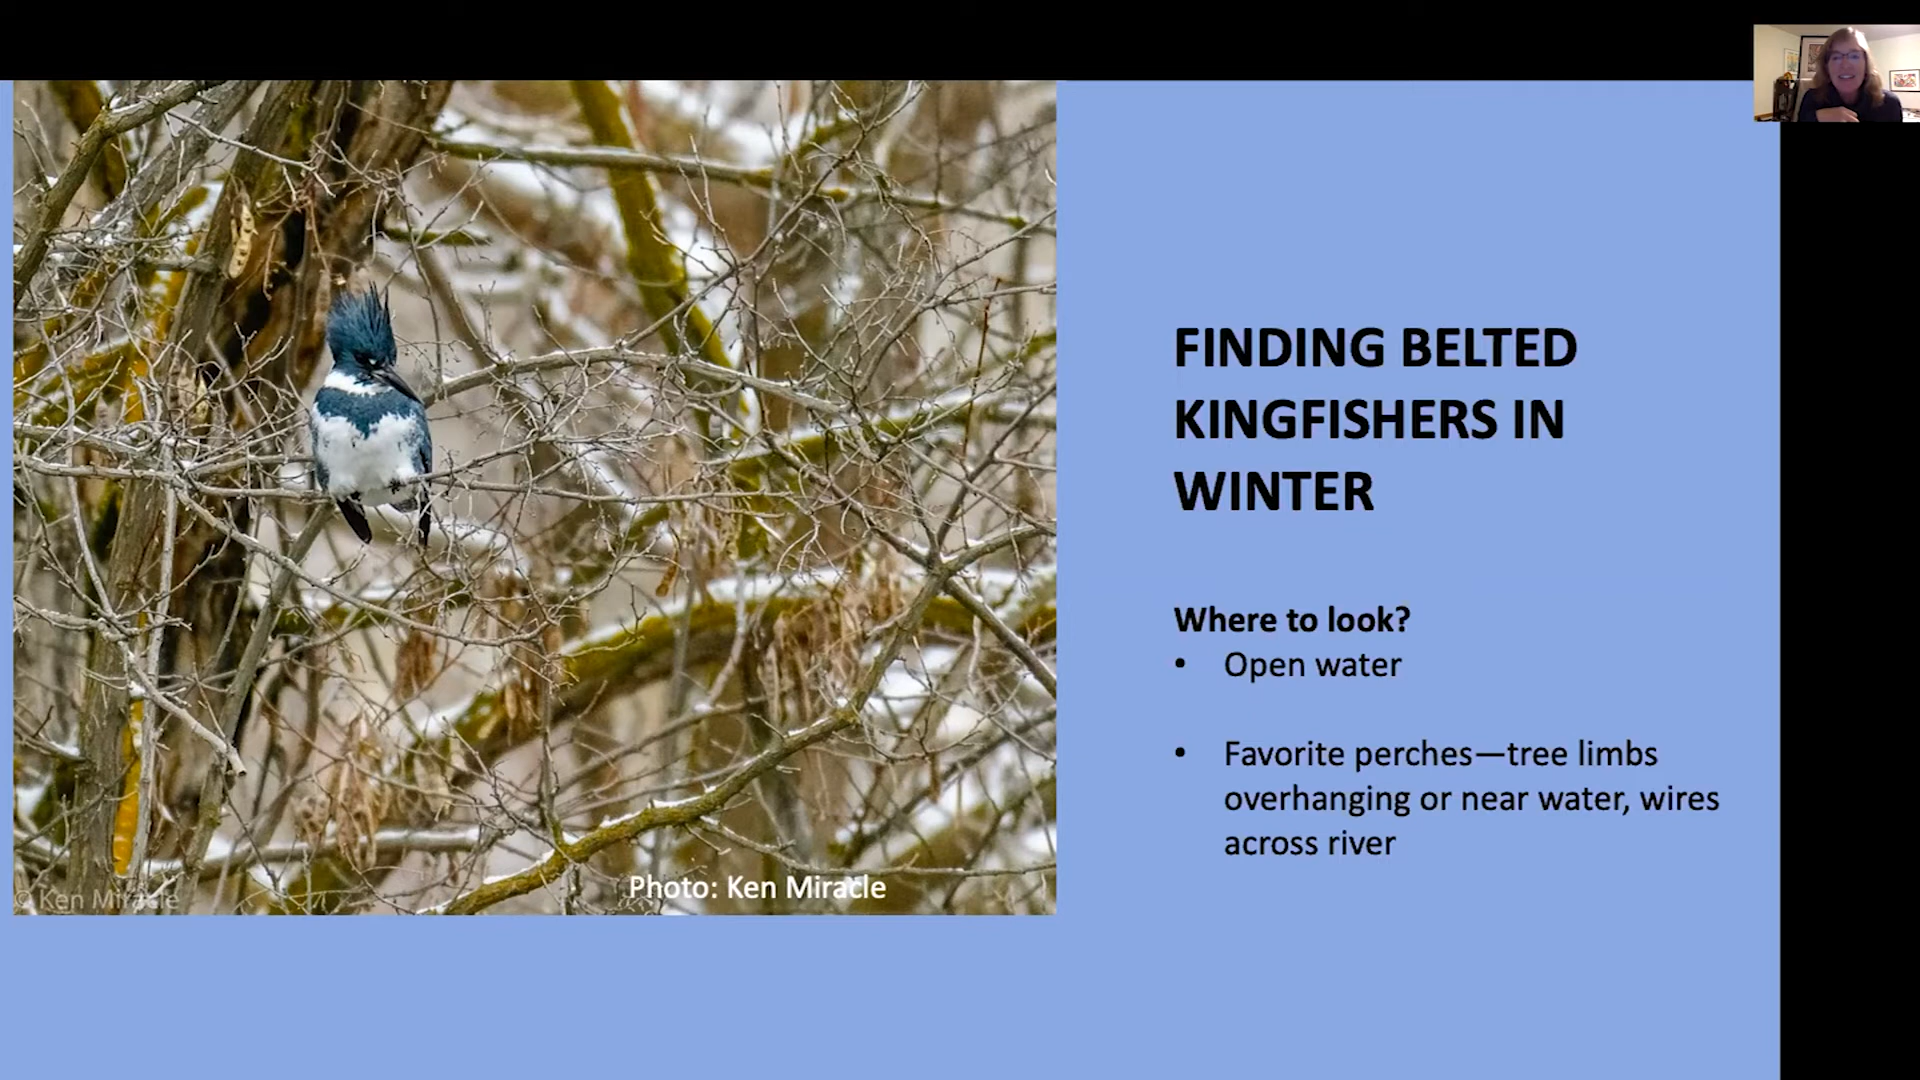 FINDING BELTED
KINGFISHERS IN
WINTER
Where to look?
• Open water
• Favorite perches—tree limbs
overhanging or near water, wires
across river
Photo: Ken Miracle
© Ken Miracle